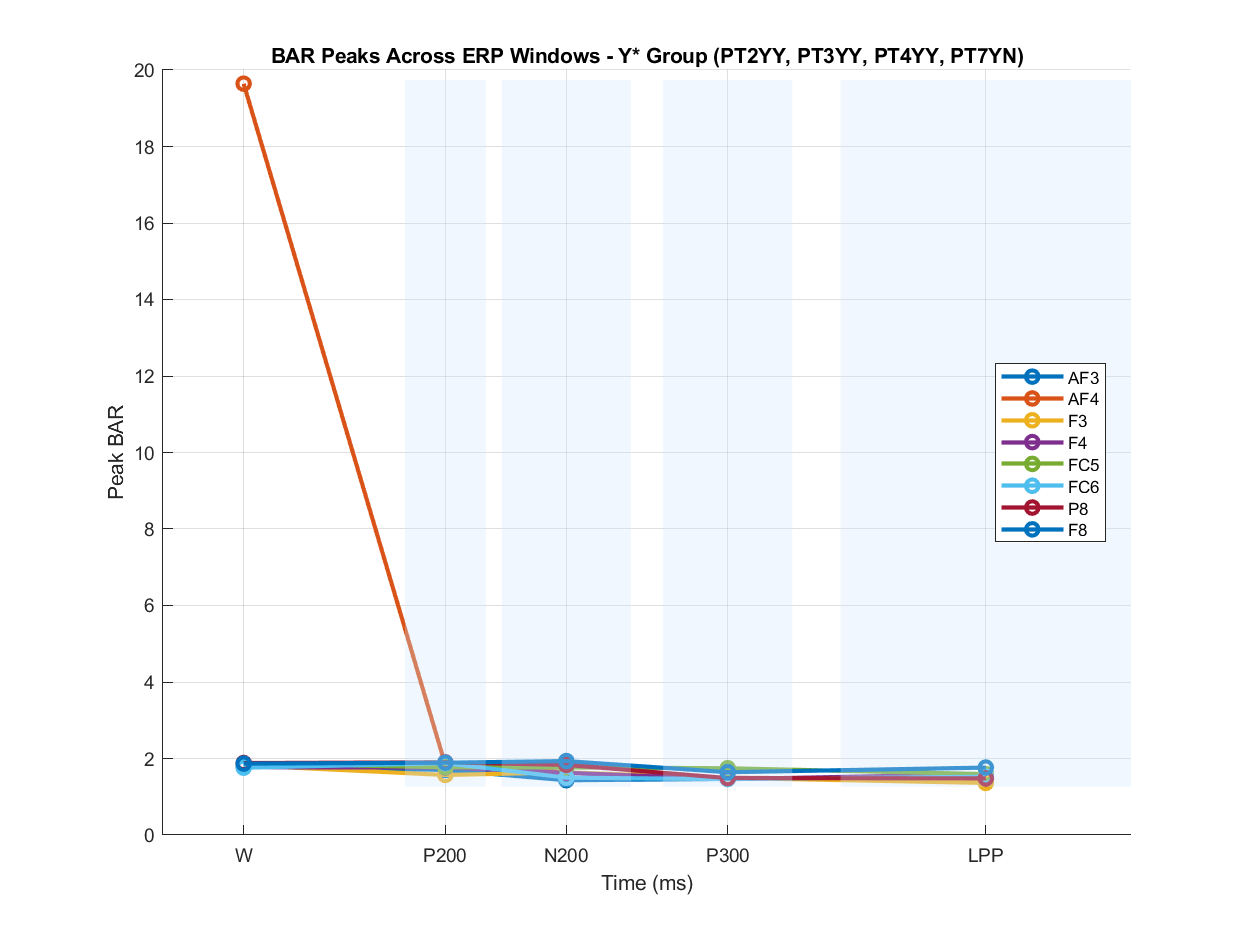 BAR Peaks Across ERP Windows - Y* Group (PT2YY, PT3YY, PT4YY, PT7YN)
20
18
16
14
12
10
8
6
4
2
0
Peak BAR
AF3
AF4
F3
F4
FC5
FC6
P8
F8
W P200 N200 P300 LPP
Time (ms)